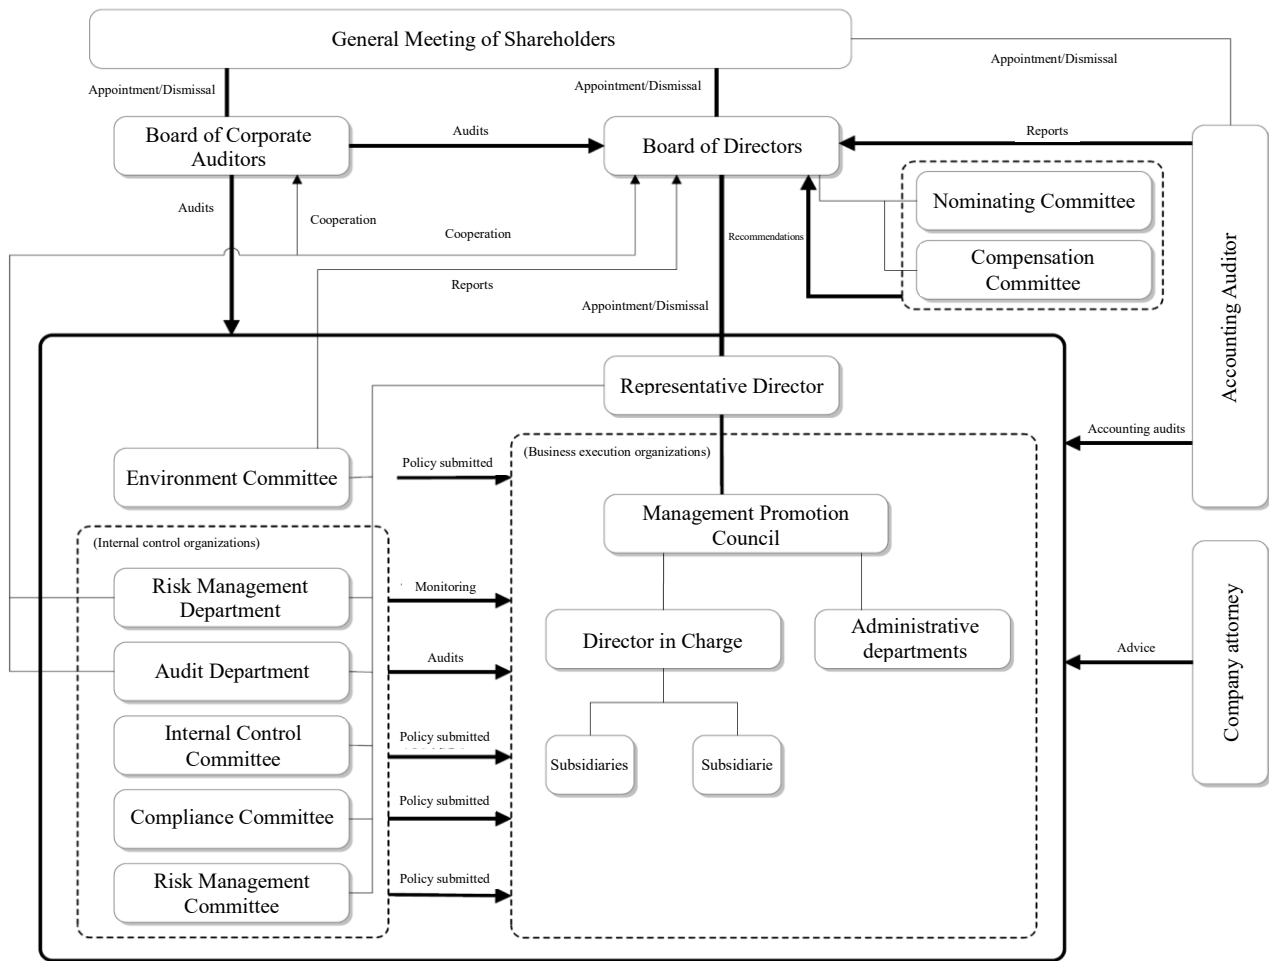 General Meeting of Shareholders
Appointment/Dismissal
Appointment/Dismissal
Appointment/Dismissal
Board of Corporate
Auditors
Audits
Board of Directors
Reports
Audits
Cooperation
Cooperation
Recommendations
Nominating Committee
Compensation
Committee
Accounting Auditor
Reports
Appointment/Dismissal
Representative Director
Accounting audits
Environment Committee
Policy submitted
(Business execution organizations)
Management Promotion
Council
(Internal control organizations)
Risk Management
Department
Monitoring
Director in Charge
Administrative
departments
Company attorney
Advice
Audit Department
Audits
Internal Control
Committee
Policy submitted
Subsidiaries
Subsidiarie
Compliance Committee
Policy submitted
Risk Management
Committee
Policy submitted